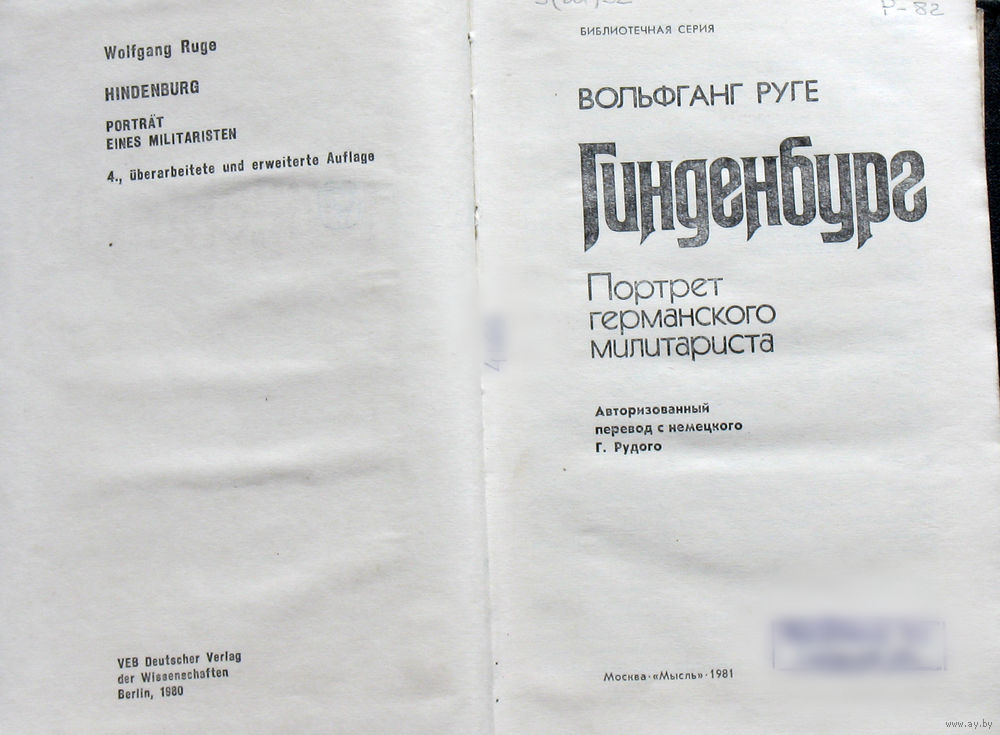 Wolfgang Ruge
HINDENBURG
PORTRÄT
EINES MILITARISTEN
4., überarbeitete und erweiterte Auflage
VEB Deutscher Verlag
der Wissenschaften
Berlin, 1980
Р-82
БИБЛИОТЕЧНАЯ СЕРИЯ
ВОЛЬФГАНГ РУГЕ
Гинденбург
Портрет
германского
милитариста
Авторизованный
перевод с немецкого
Г. Рудого
Москва · «Мысль» · 1981
www.ay.by